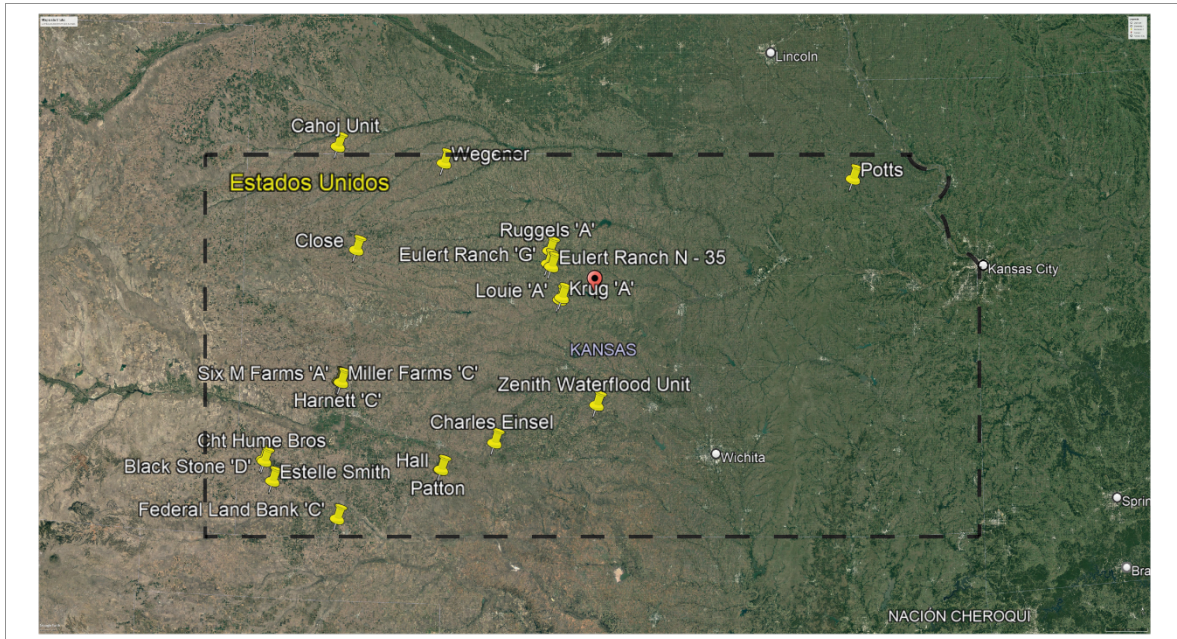 Lincoln
Cahoj Unit
Wegener
Estados Unidos
Potts
Ruggels 'A'
Close
Eulert Ranch 'G'
Eulert Ranch N - 35
Kansas City
Louie 'A'
Krug 'A'
KANSAS
Six M Farms 'A'
Miller Farms 'C'
Zenith Waterflood Unit
Harnett 'C'
Charles Einsel
Cht Hume Bros
Hall
Wichita
Black Stone 'D'
Estelle Smith
Patton
Federal Land Bank 'C'
Sprin
Bra
NACIÓN CHEROQUI